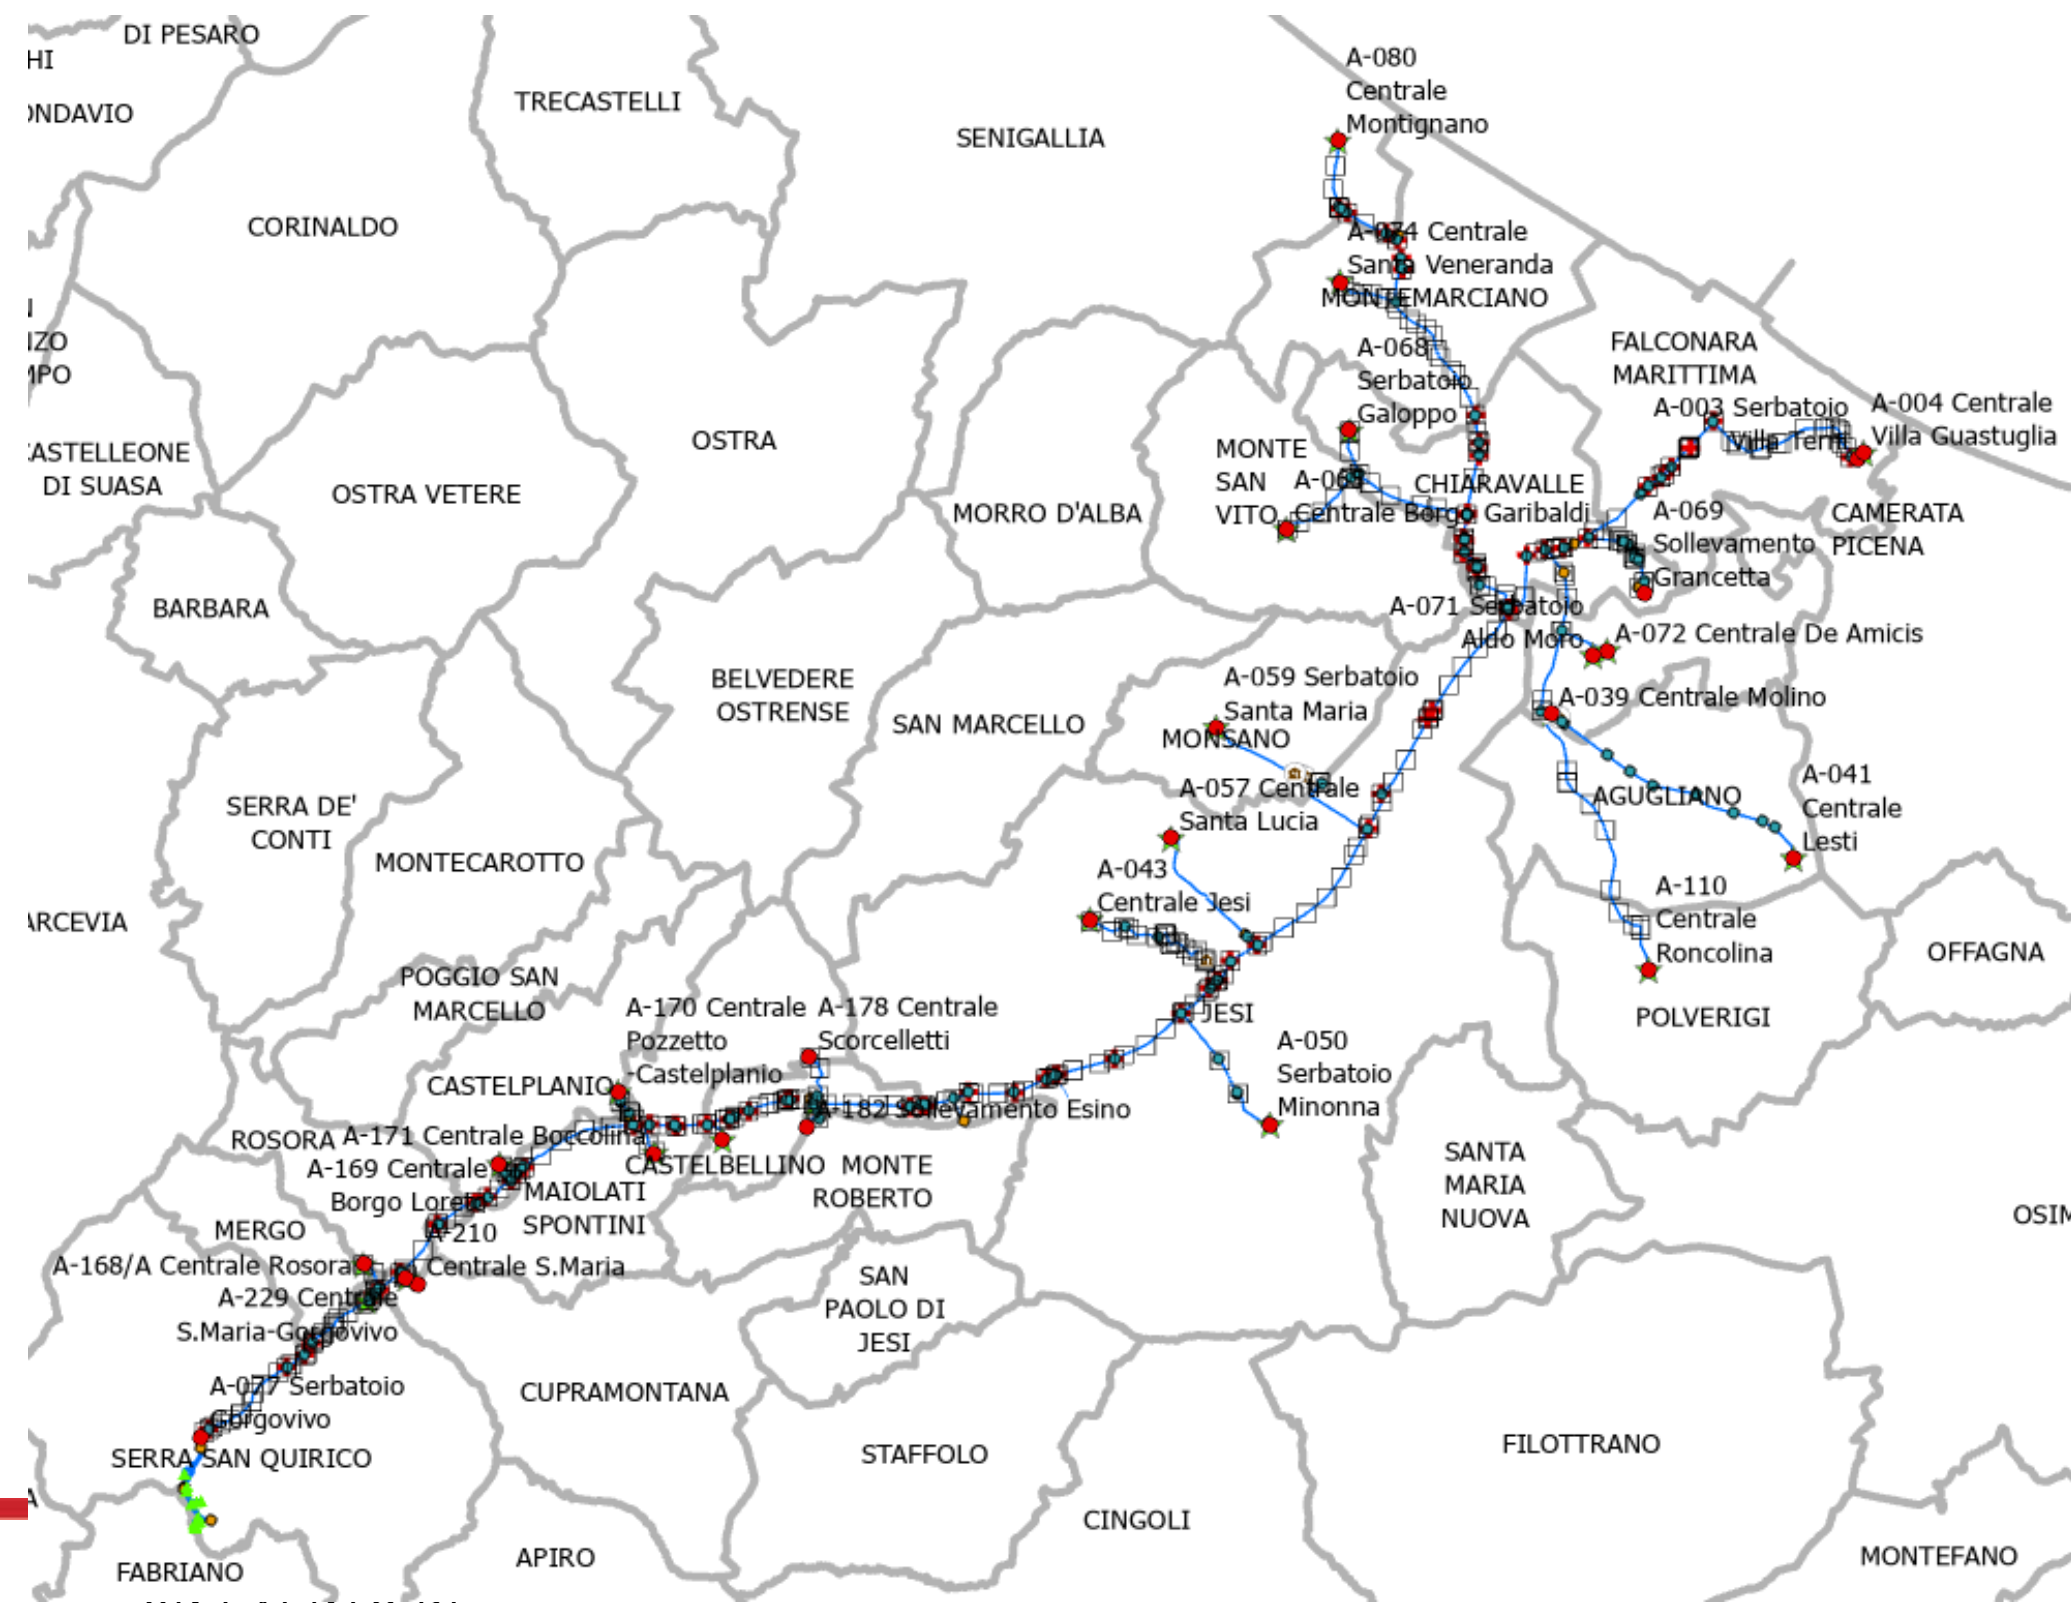 DI PESARO
HI
ONDAVIO
TRECASTELLI
SENIGALLIA
A-080
Centrale
Montignano
CORINALDO
A-074 Centrale
Santa Veneranda
MONTEMARCIANO
NZO
MPO
A-068
Serbatoio
Galoppo
FALCONARA
MARITTIMA
A-003 Serbatoio
Villa Terni
A-004 Centrale
Villa Guastuglia
CASTELLEONE
DI SUASA
OSTRA VETERE
OSTRA
MORRO D'ALBA
MONTE
SAN
VITO
Centrale Borgo Garibaldi
CHIARAVALLE
A-069
Sollevamento
Grancetta
CAMERATA
PICENA
BARBARA
A-071 Serbatoio
Aldo Moro
A-072 Centrale De Amicis
BELVEDERE
OSTRENSE
SAN MARCELLO
A-059 Serbatoio
Santa Maria
MONSANO
A-039 Centrale Molino
A-057 Centrale
Santa Lucia
AGUGLIANO
A-041
Centrale
Lesti
SERRA DE'
CONTI
MONTECAROTTO
A-043
Centrale Jesi
A-110
Centrale
Roncolina
ARCEVIA
OFFAGNA
POGGIO SAN
MARCELLO
A-170 Centrale
Pozzetto
-Castelplanio
A-178 Centrale
Scorcelletti
JESI
POLVERIGI
A-050
Serbatoio
Minonna
CASTELPLANIO
A-182 Sollevamento Esino
ROSORA
A-171 Centrale Boccolina
A-169 Centrale
Borgo Loreto
CASTELBELLINO
MONTE
ROBERTO
MAIOLATI
SPONTINI
SANTA
MARIA
NUOVA
OSIM
MERGO
A-210
Centrale S.Maria
A-168/A Centrale Rosora
A-229 Centrale
S.Maria-Gorgovivo
SAN
PAOLO DI
JESI
A-077 Serbatoio
Gorgovivo
CUPRAMONTANA
SERRA SAN QUIRICO
STAFFOLO
FILOTTRANO
A
CINGOLI
FABRIANO
APIRO
MONTEFANO